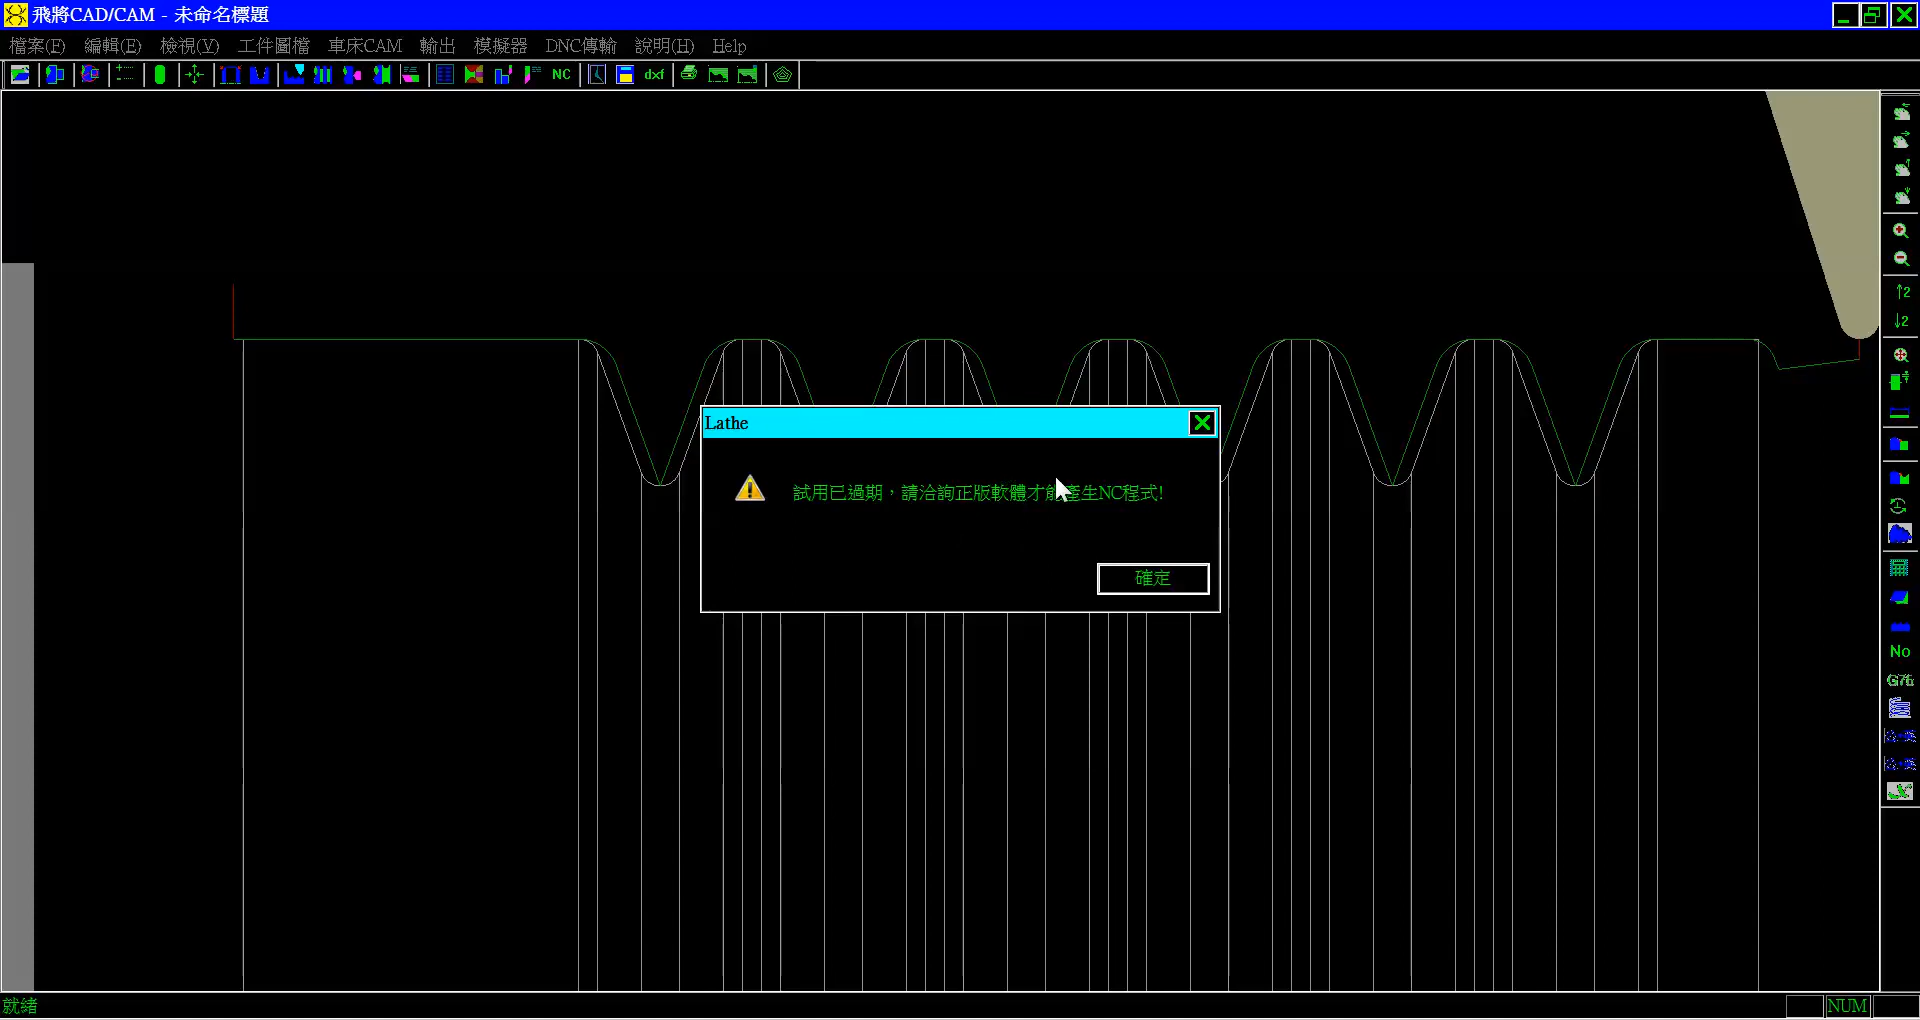 飛將CAD/CAM - 未命名標題
檔案(F) 編輯(E) 檢視(V) 工件圖檔 車床CAM 輸出 模擬器 DNC傳輸 說明(H) Help
NC dxf
2
2
Lathe
試用已過期，請洽詢正版軟體才能產生NC程式!
確定
No
G76
就緒
NUM